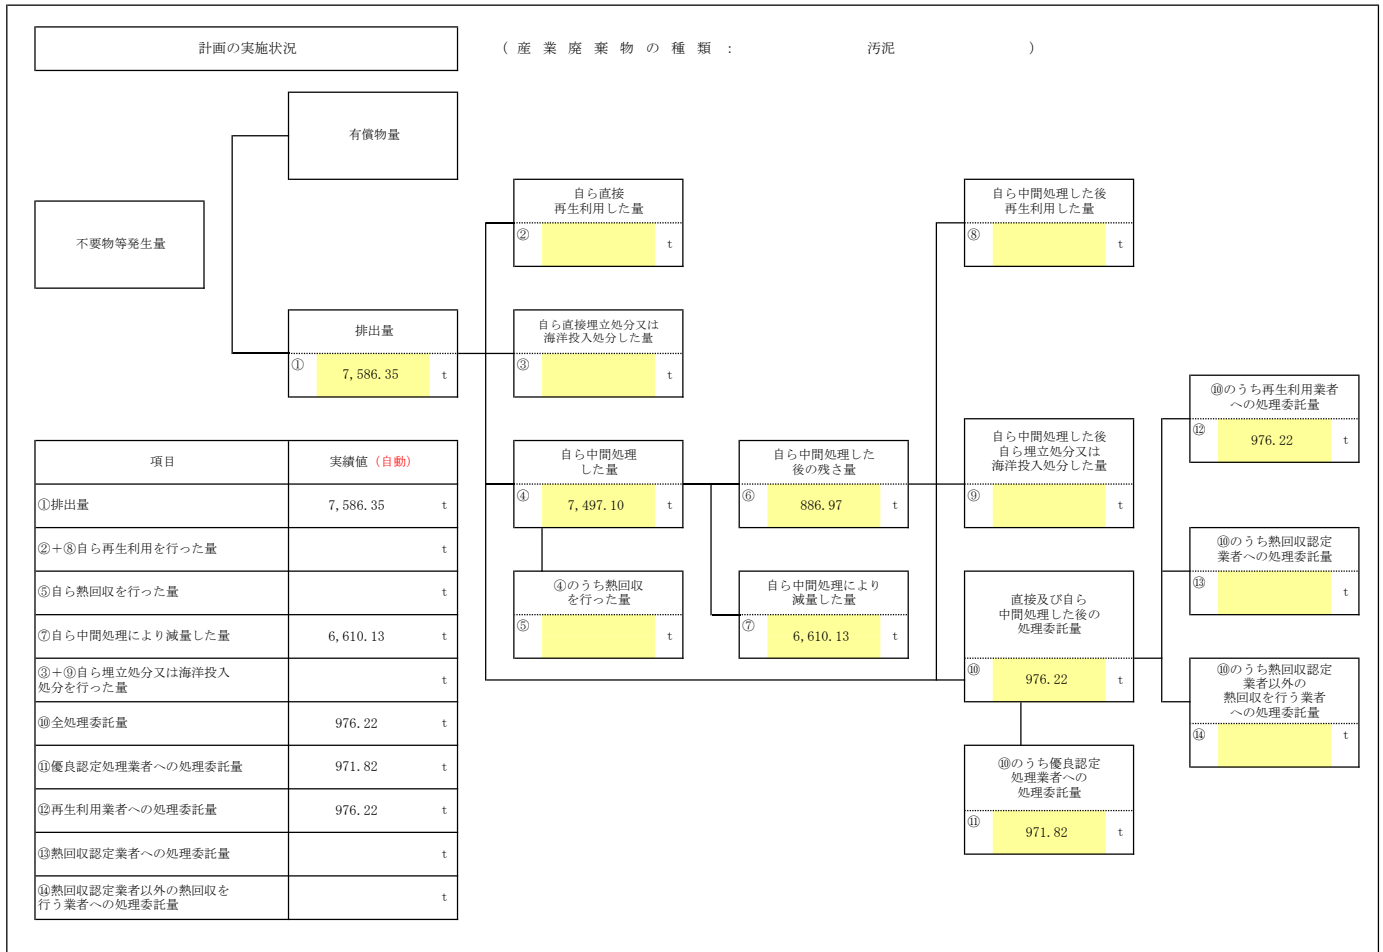 計画の実施状況
（産業廃棄物の種類：　汚泥　）
有償物量
不要物等発生量
排出量
①
7,586.35
t
自ら直接
再生利用した量
②
t
自ら直接埋立処分又は
海洋投入処分した量
③
t
自ら中間処理
した量
④
7,497.10
t
④のうち熱回収
を行った量
⑤
t
自ら中間処理した
後の残さ量
⑥
886.97
t
自ら中間処理により
減量した量
⑦
6,610.13
t
自ら中間処理した後
再生利用した量
⑧
t
自ら中間処理した後
自ら埋立処分又は
海洋投入処分した量
⑨
t
直接及び自ら
中間処理した後の
処理委託量
⑩
976.22
t
⑩のうち優良認定
処理業者への
処理委託量
⑪
971.82
t
⑩のうち再生利用業者
への処理委託量
⑫
976.22
t
⑩のうち熱回収認定
業者への処理委託量
⑬
t
⑩のうち熱回収認定
業者以外の
熱回収を行う業者
への処理委託量
⑭
t
項目 実績値（自動）
①排出量 7,586.35 t
②＋⑧自ら再生利用を行った量 t
⑤自ら熱回収を行った量 t
⑦自ら中間処理により減量した量 6,610.13 t
③＋⑨自ら埋立処分又は海洋投入
処分を行った量 t
⑩全処理委託量 976.22 t
⑪優良認定処理業者への処理委託量 971.82 t
⑫再生利用業者への処理委託量 976.22 t
⑬熱回収認定業者への処理委託量 t
⑭熱回収認定業者以外の熱回収を
行う業者への処理委託量 t